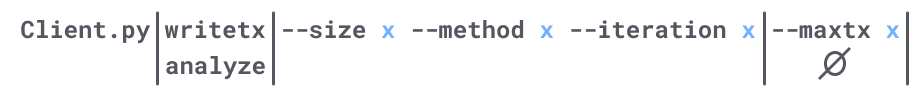 Client.py|writetx|--size x --method x --iteration x|--maxtx x|
analyze ∅